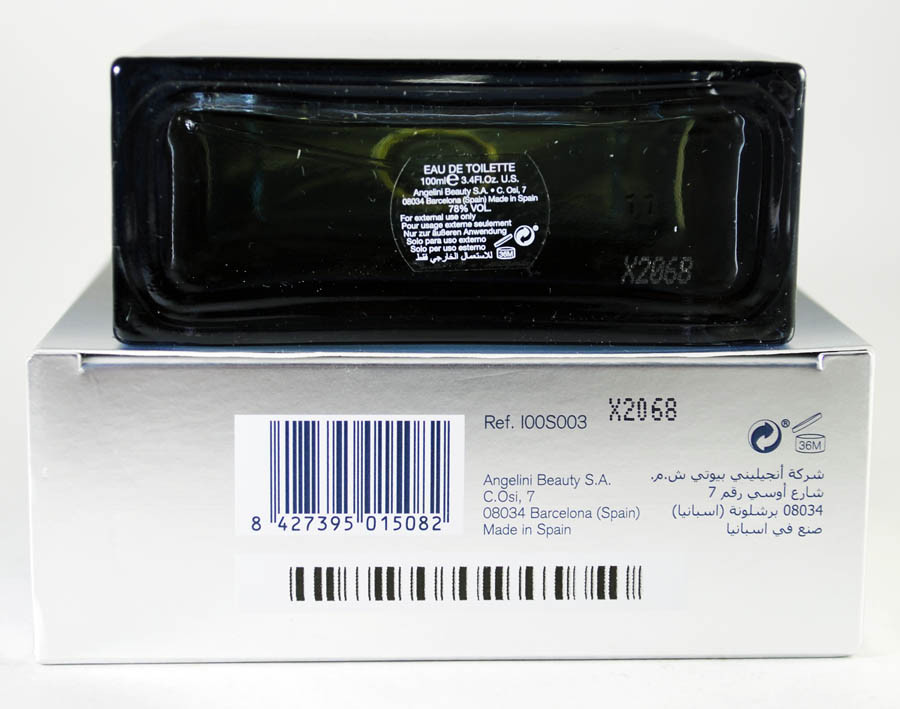 EAU DE TOILETTE
100ml℮ 3.4Fl.Oz. U.S.
Angelini Beauty S.A. • C. Osi, 7
08034 Barcelona (Spain) Made in Spain
78% VOL.
For external use only
Pour usage externe seulement
Nur zur äußeren Anwendung
Solo para uso externo
Solo per uso esterno
للاستعمال الخارجي فقط
36M
X2068
Ref. I00S003
X2068
8 427395 015082
Angelini Beauty S.A.
C.Osi, 7
08034 Barcelona (Spain)
Made in Spain
®
36M
شركة أنجيليني بيوتي ش.م.
شارع أوسي رقم 7
08034 برشلونة (اسبانيا)
صنع في اسبانيا